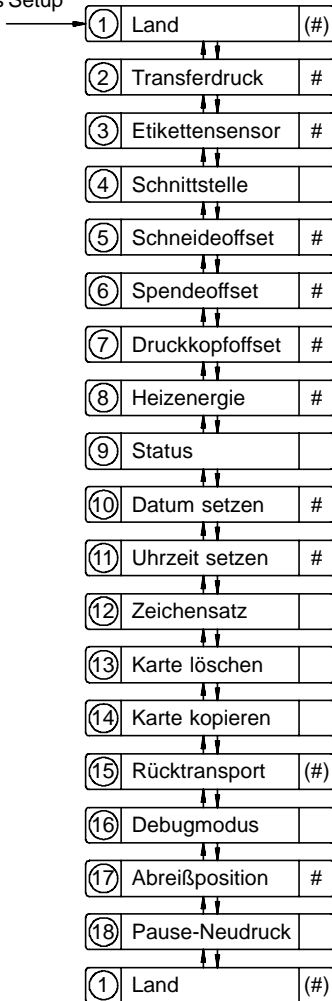 Setup
1 Land (#)
2 Transferdruck #
3 Etikettensensor #
4 Schnittstelle
5 Schneideoffset #
6 Spendeoffset #
7 Druckkopfoffset #
8 Heizenergie #
9 Status
10 Datum setzen #
11 Uhrzeit setzen #
12 Zeichensatz
13 Karte löschen
14 Karte kopieren
15 Rücktransport (#)
16 Debugmodus
17 Abreißposition #
18 Pause-Neudruck
1 Land (#)